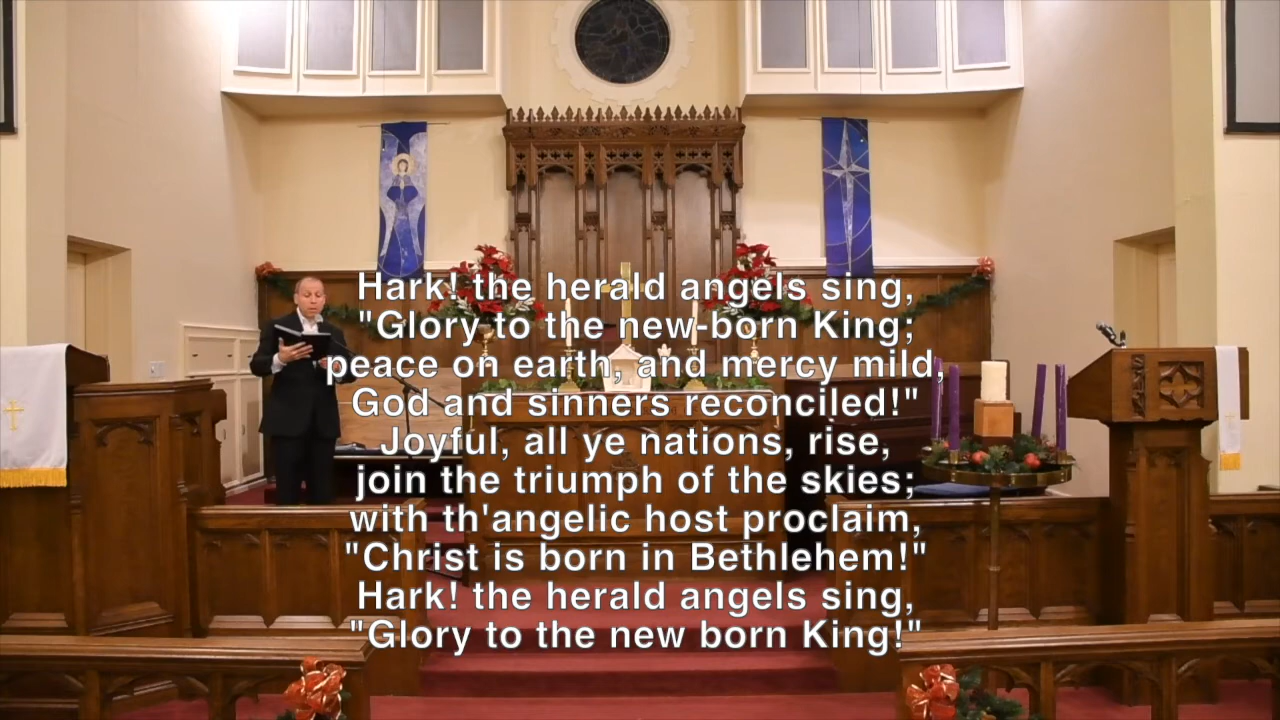 Hark! the herald angels sing,
"Glory to the new-born King;
peace on earth, and mercy mild,
God and sinners reconciled!"
Joyful, all ye nations, rise,
join the triumph of the skies;
with th'angelic host proclaim,
"Christ is born in Bethlehem!"
Hark! the herald angels sing,
"Glory to the new born King!"